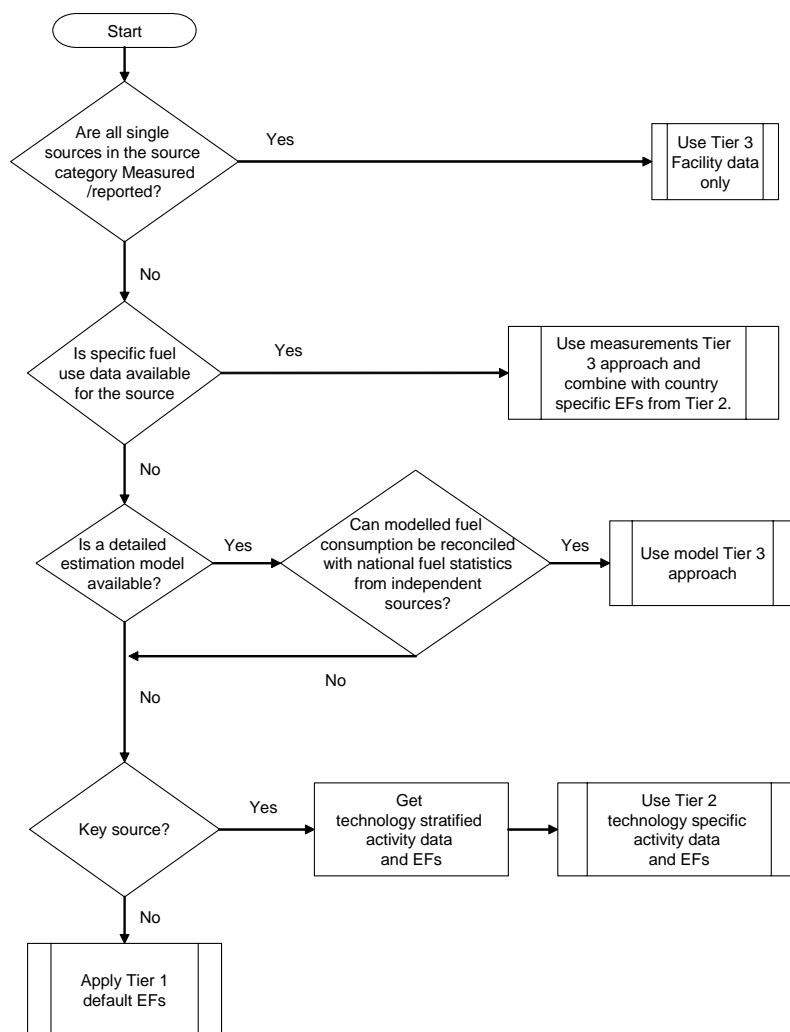 Start
Are all single
sources in the source
category Measured
/reported?
Yes
Use Tier 3
Facility data
only
No
Is specific fuel
use data available
for the source
Yes
Use measurements Tier
3 approach and
combine with country
specific EFs from Tier 2.
No
Is a detailed
estimation model
available?
Yes
Can modelled fuel
consumption be reconciled
with national fuel statistics
from independent
sources?
Yes
Use model Tier 3
approach
No
No
Key source?
Yes
Get
technology stratified
activity data
and EFs
Use Tier 2
technology specific
activity data
and EFs
No
Apply Tier 1
default EFs